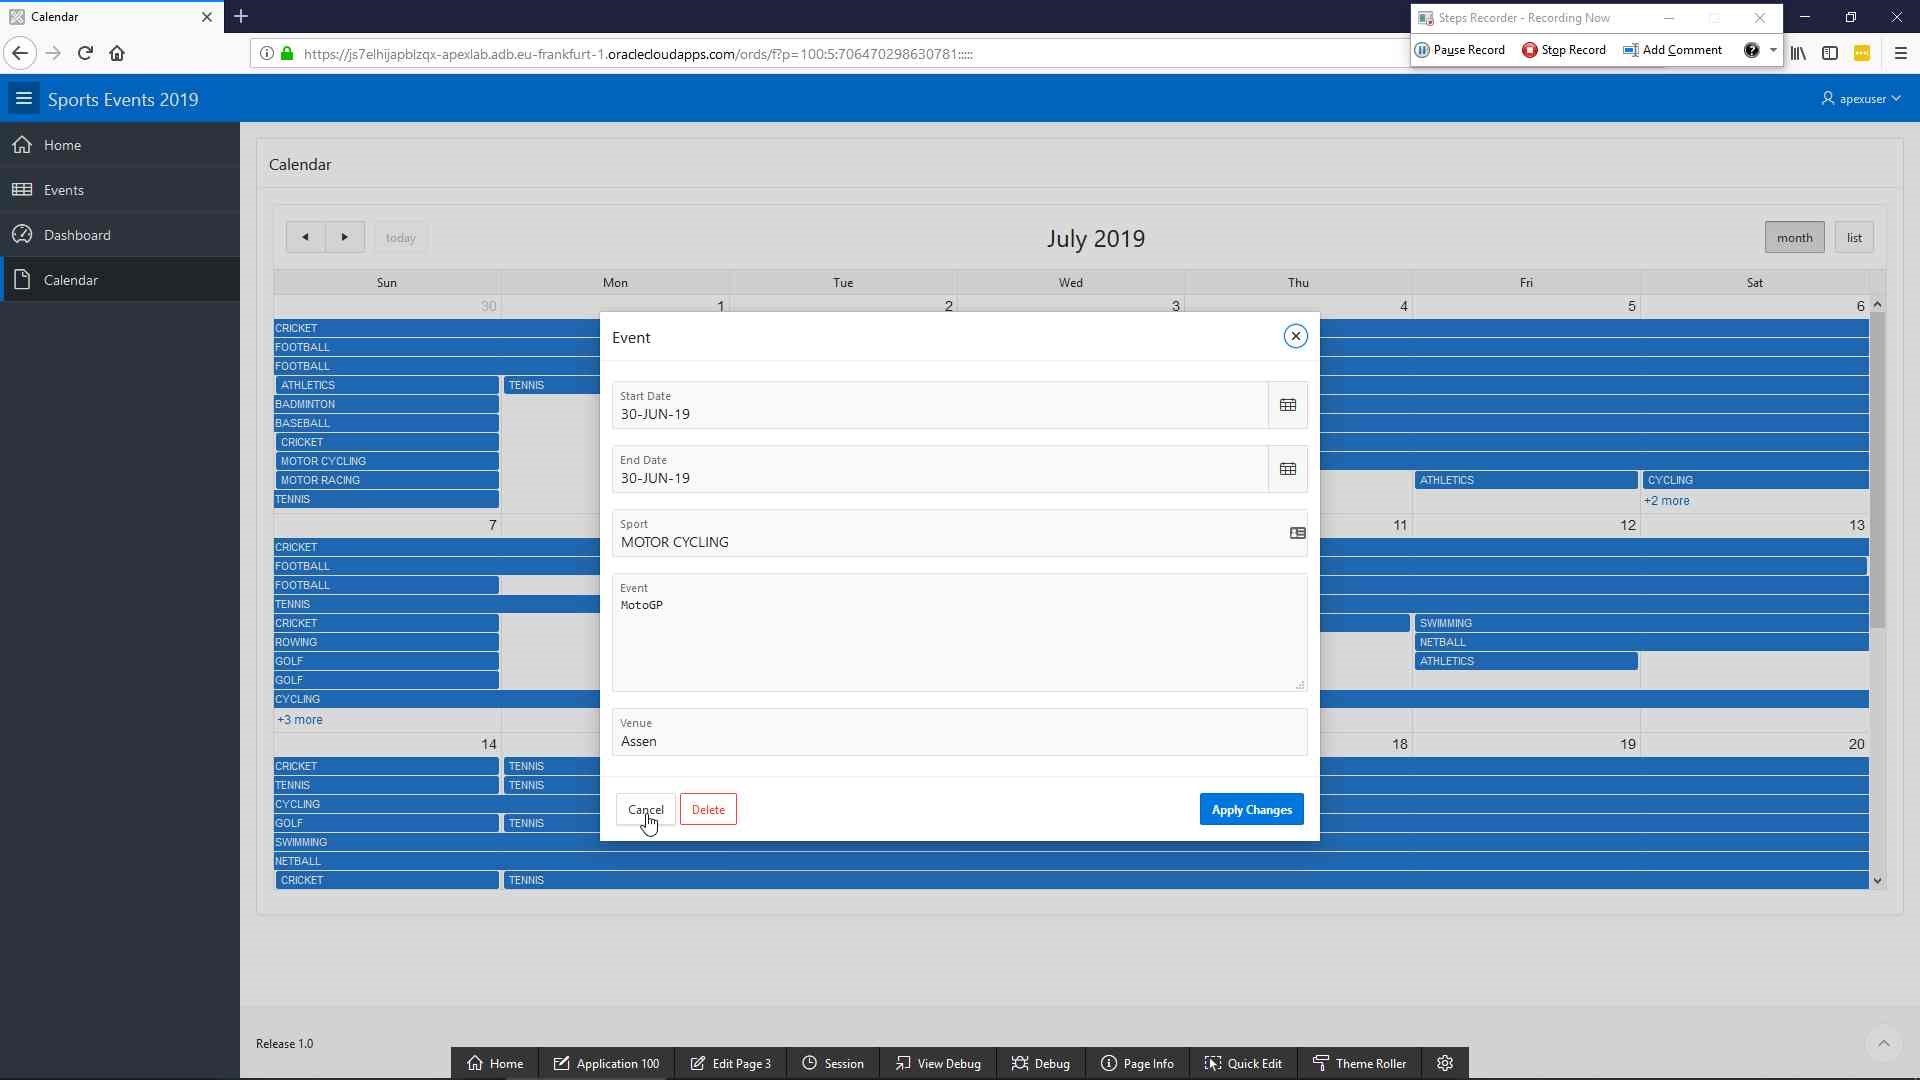 Calendar
Steps Recorder - Recording Now
Pause Record Stop Record Add Comment
https://js7elhijapblzqx-apexlab.adb.eu-frankfurt-1.oraclecloudapps.com/ords/f?p=100:5:706470298630781:::::
Sports Events 2019
apexuser
Home
Events
Dashboard
Calendar
Calendar
today
July 2019
month list
Sun Mon Tue Wed Thu Fri Sat
30 1 2 3 4 5 6
CRICKET
FOOTBALL
FOOTBALL
ATHLETICS TENNIS
BADMINTON
BASEBALL
CRICKET
MOTOR CYCLING
MOTOR RACING ATHLETICS CYCLING
TENNIS +2 more
7 11 12 13
CRICKET
FOOTBALL
FOOTBALL
TENNIS
CRICKET SWIMMING
ROWING NETBALL
GOLF ATHLETICS
GOLF
CYCLING
+3 more
14 18 19 20
CRICKET TENNIS
TENNIS TENNIS
CYCLING
GOLF TENNIS
SWIMMING
NETBALL
CRICKET TENNIS
Event
Start Date
30-JUN-19
End Date
30-JUN-19
Sport
MOTOR CYCLING
Event
MotoGP
Venue
Assen
Cancel Delete Apply Changes
Release 1.0
Home Application 100 Edit Page 3 Session View Debug Debug Page Info Quick Edit Theme Roller